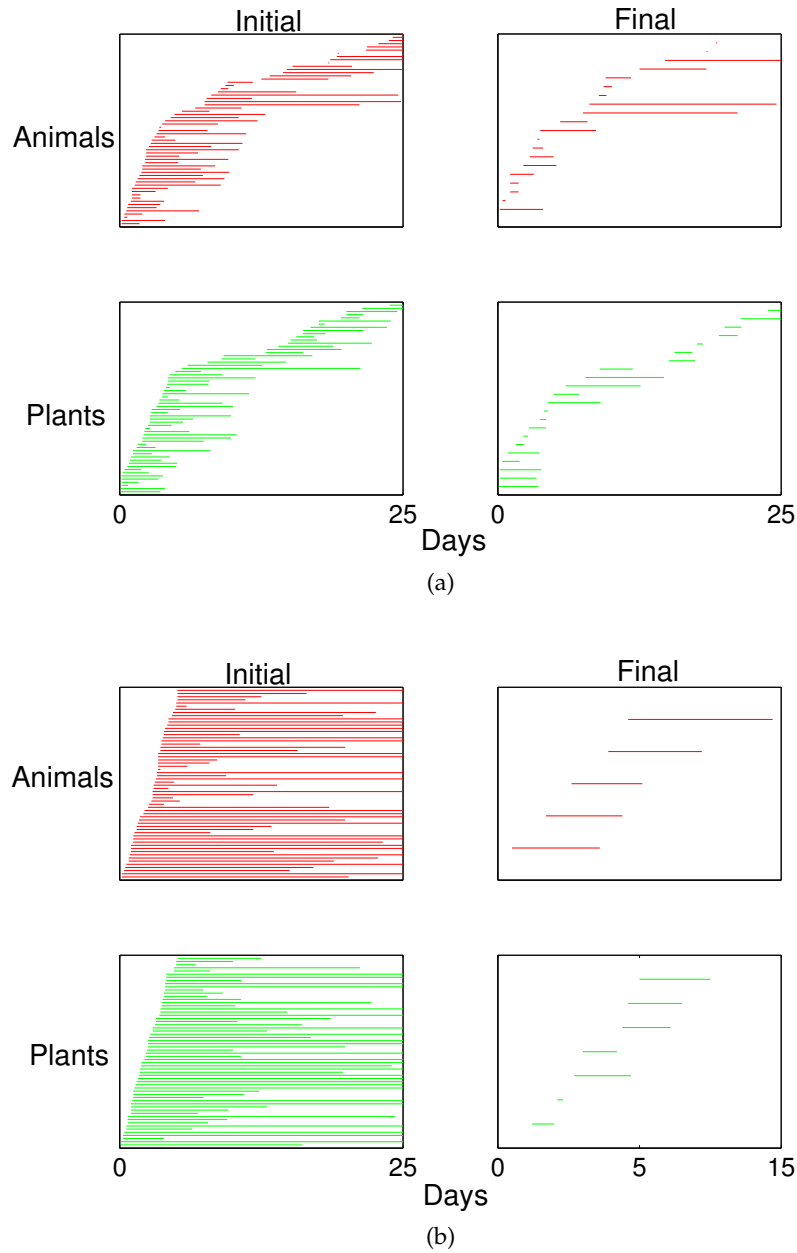 Initial Final
Animals
Plants
0 25 0 25
Days
(a)
Initial Final
Animals
Plants
0 25 0 5 15
Days
(b)